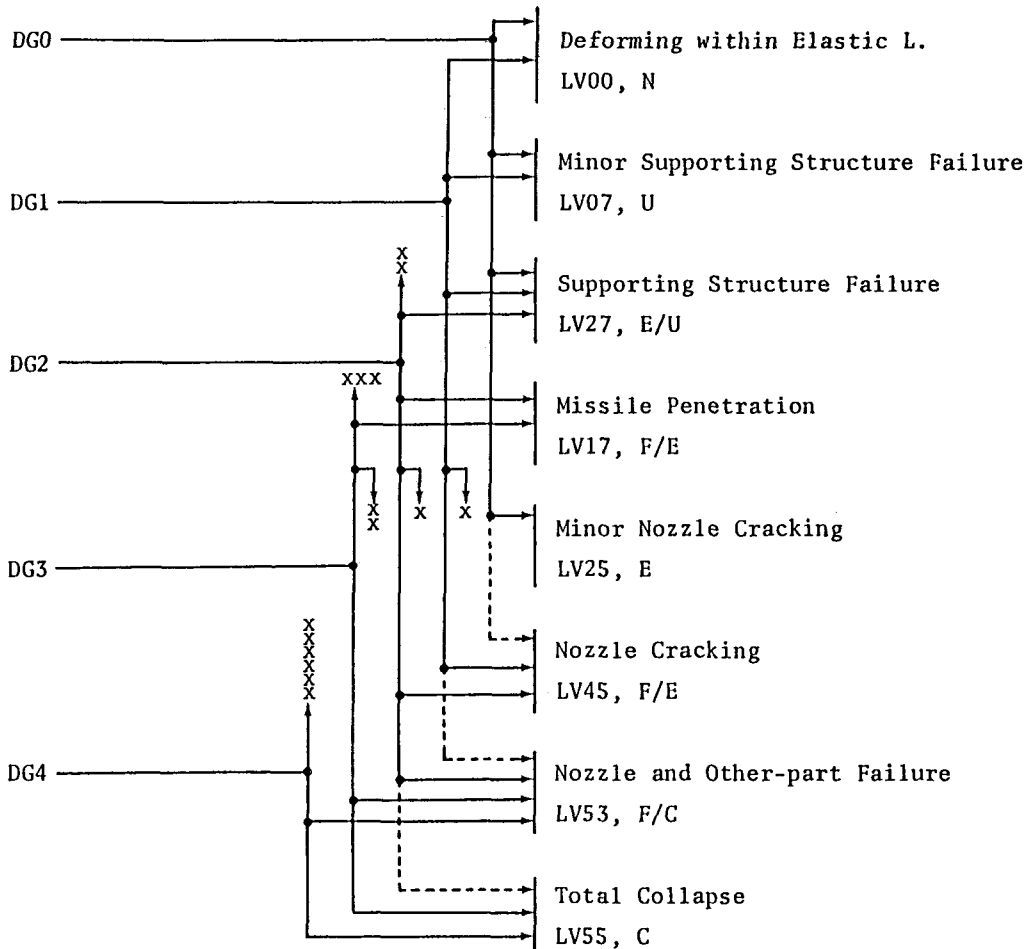 DG0
Deforming within Elastic L.
LV00, N
Minor Supporting Structure Failure
LV07, U
DG1
x
x
Supporting Structure Failure
LV27, E/U
DG2
xxx
Missile Penetration
LV17, F/E
x
x
x
x
Minor Nozzle Cracking
LV25, E
DG3
x
x
x
x
x
x
Nozzle Cracking
LV45, F/E
DG4
Nozzle and Other-part Failure
LV53, F/C
Total Collapse
LV55, C